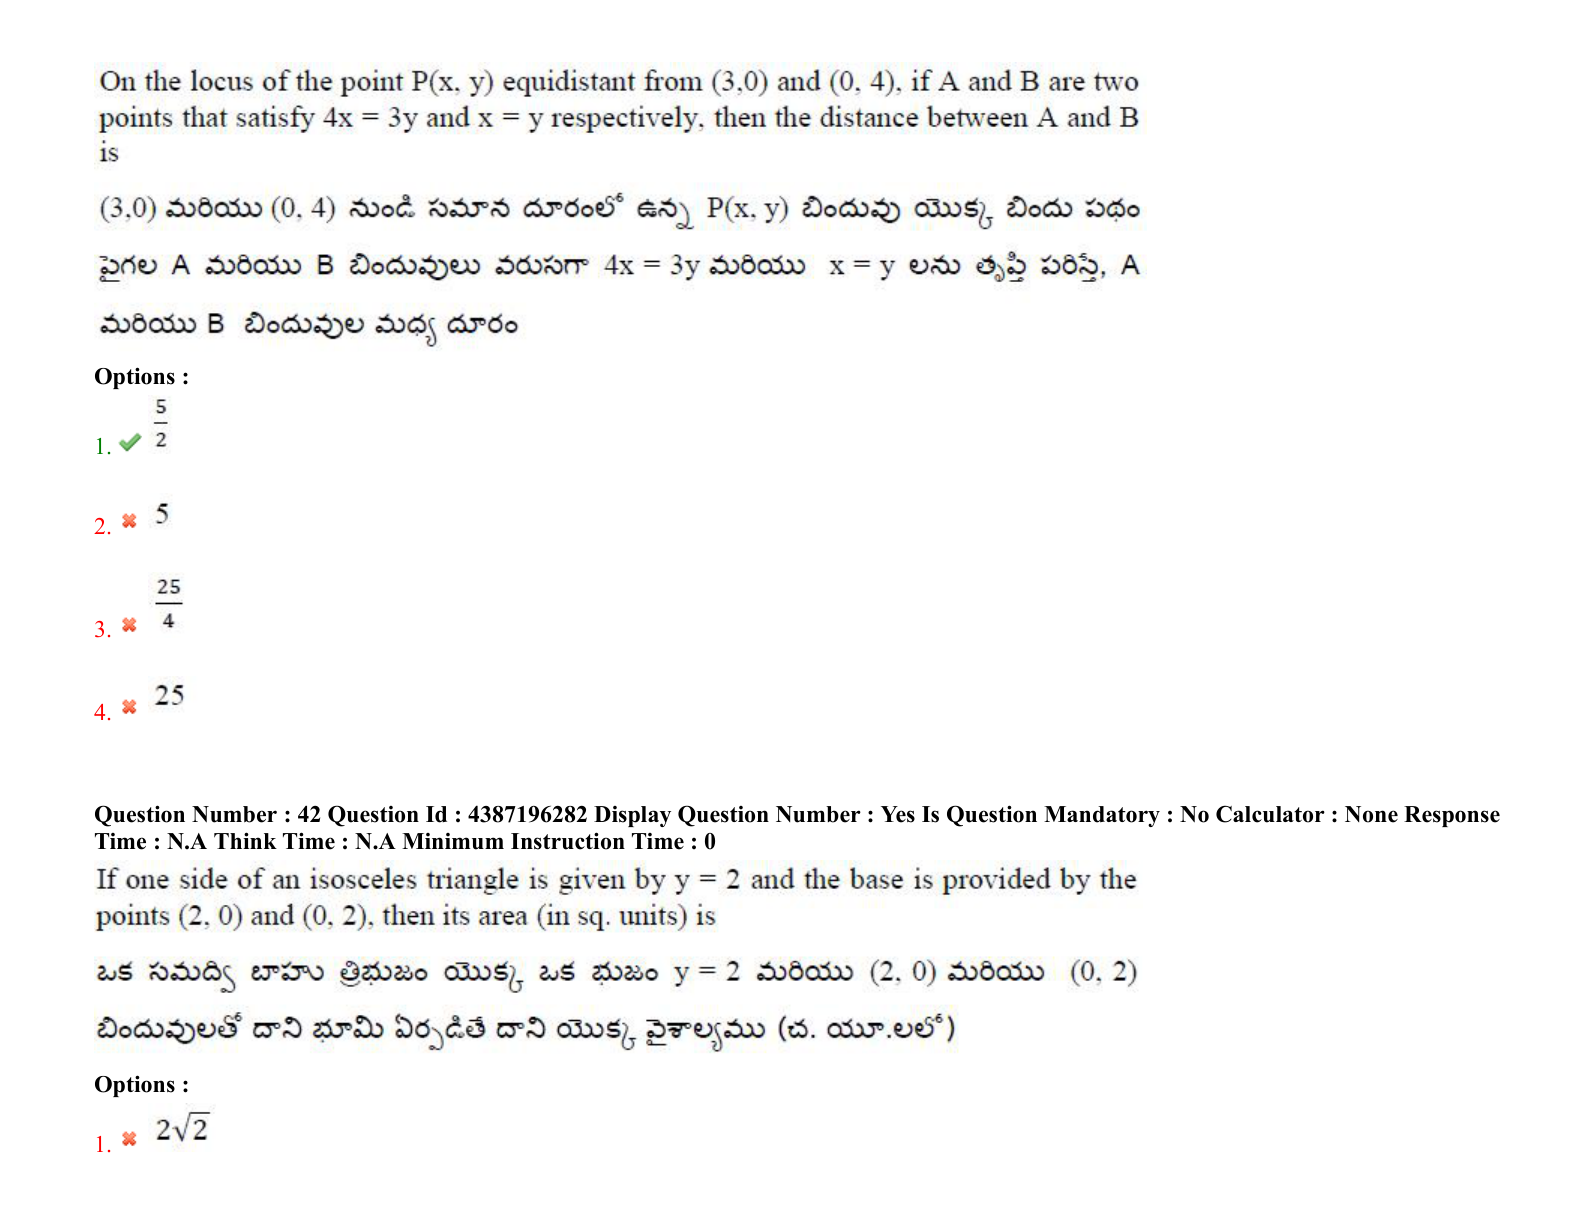 On the locus of the point P(x, y) equidistant from (3,0) and (0, 4), if A and B are two
points that satisfy 4x = 3y and x = y respectively, then the distance between A and B
is
(3,0) మరియు (0, 4) నుండి సమాన దూరంలో ఉన్న P(x, y) బిందువు యొక్క బిందు పథం
పైగల A మరియు B బిందువులు వరుసగా 4x = 3y మరియు x = y లను తృప్తి పరిస్తే, A
మరియు B బిందువుల మధ్య దూరం
Options :
1. 5/2
2. 5
3. 25/4
4. 25
Question Number : 42 Question Id : 4387196282 Display Question Number : Yes Is Question Mandatory : No Calculator : None Response
Time : N.A Think Time : N.A Minimum Instruction Time : 0
If one side of an isosceles triangle is given by y = 2 and the base is provided by the
points (2, 0) and (0, 2), then its area (in sq. units) is
ఒక సమద్వి బాహు త్రిభుజం యొక్క ఒక భుజం y = 2 మరియు (2, 0) మరియు (0, 2)
బిందువులతో దాని భూమి ఏర్పడితే దాని యొక్క వైశాల్యము (చ. యూ.లలో)
Options :
1. 2√2